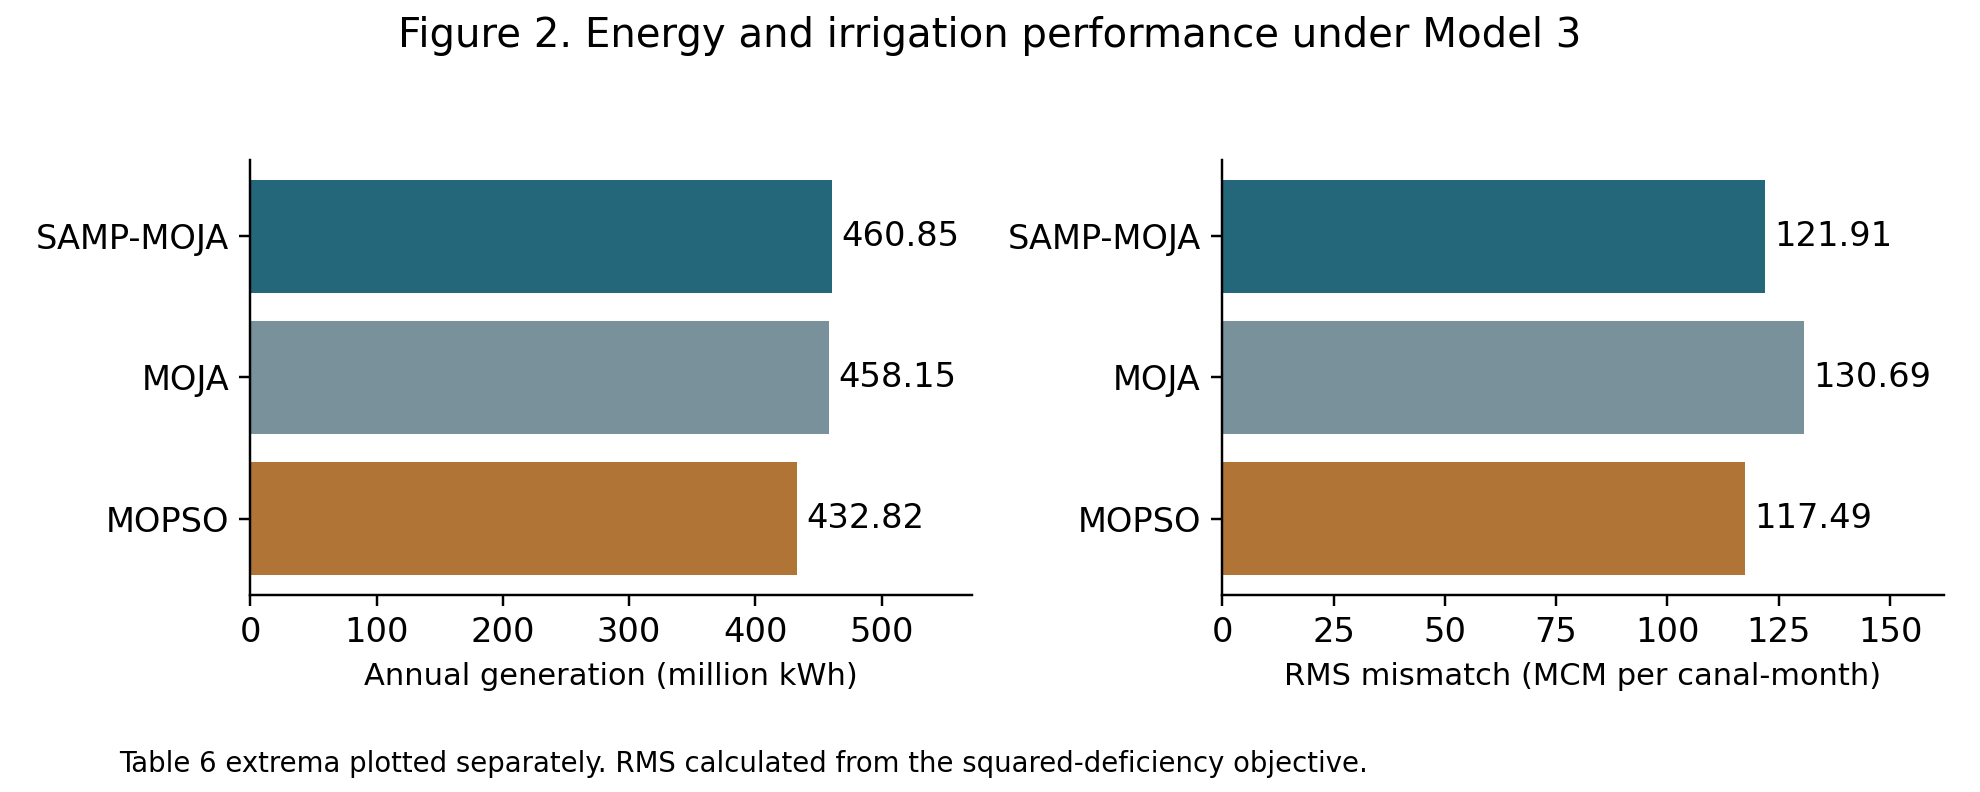 Figure 2. Energy and irrigation performance under Model 3
SAMP-MOJA
460.85
MOJA
458.15
MOPSO
432.82
0 100 200 300 400 500
Annual generation (million kWh)
SAMP-MOJA
121.91
MOJA
130.69
MOPSO
117.49
0 25 50 75 100 125 150
RMS mismatch (MCM per canal-month)
Table 6 extrema plotted separately. RMS calculated from the squared-deficiency objective.